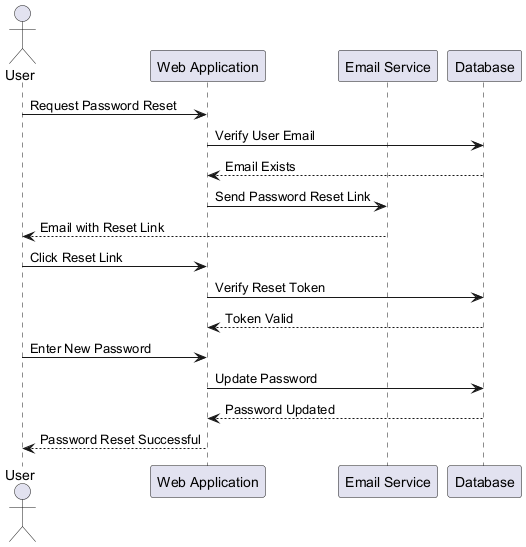 User
Web Application
Email Service
Database
Request Password Reset
Verify User Email
Email Exists
Send Password Reset Link
Email with Reset Link
Click Reset Link
Verify Reset Token
Token Valid
Enter New Password
Update Password
Password Updated
Password Reset Successful
User
Web Application
Email Service
Database